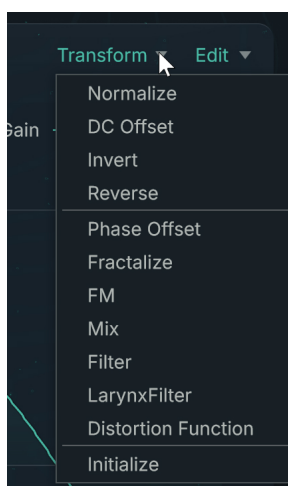 Transform Edit
Normalize
Gain
DC Offset
Invert
Reverse
Phase Offset
Fractalize
FM
Mix
Filter
LarynxFilter
Distortion Function
Initialize